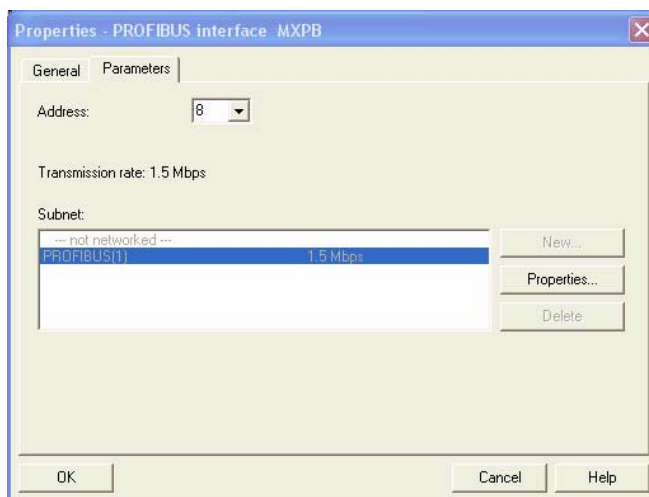 Properties - PROFIBUS interface MXPB
General Parameters
Address: 8
Transmission rate: 1.5 Mbps
Subnet:
--- not networked ---
PROFIBUS(1) 1.5 Mbps
New...
Properties...
Delete
OK Cancel Help